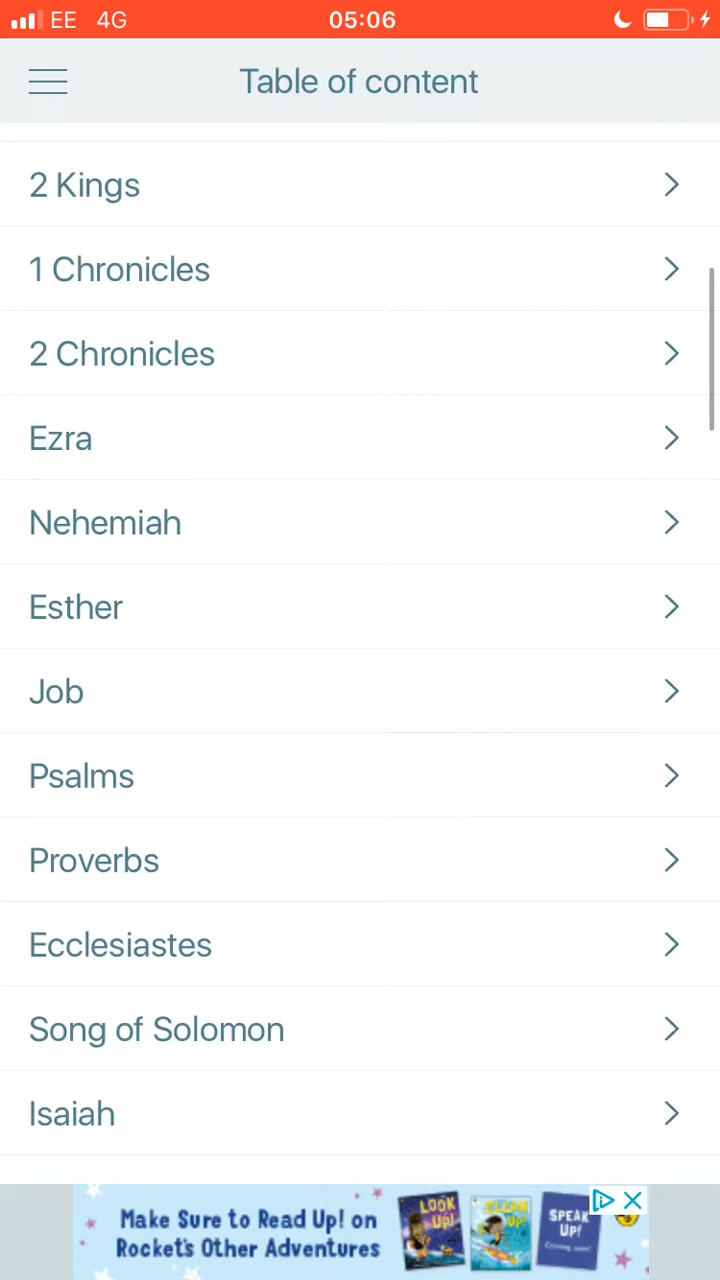 EE 4G 05:06
Table of content
2 Kings
1 Chronicles
2 Chronicles
Ezra
Nehemiah
Esther
Job
Psalms
Proverbs
Ecclesiastes
Song of Solomon
Isaiah
Make Sure to Read Up! on
Rocket's Other Adventures
LOOK
UP!
CLEAN
UP!
SPEAK
UP!
Coming soon!